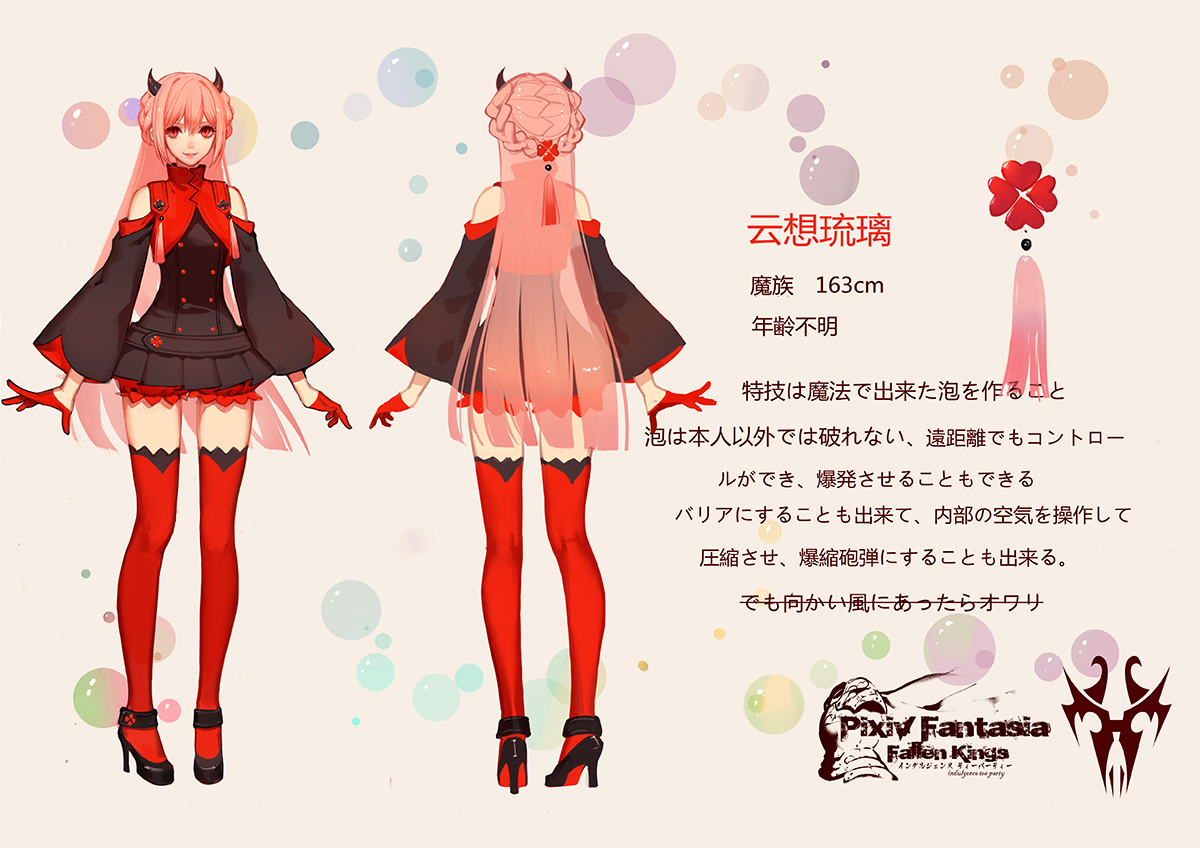 云想琉璃
魔族 163cm
年齢不明
特技は魔法で出来た泡を作ること
泡は本人以外では破れない、遠距離でもコントロー
ルができ、爆発させることもできる
バリアにすることも出来て、内部の空気を操作して
圧縮させ、爆縮砲弾にすることも出来る。
でも向かい風にあったらオワリ
Pixiv Fantasia
Fallen Kings
インダルジェンス ティーパーティー
indulgence tea party